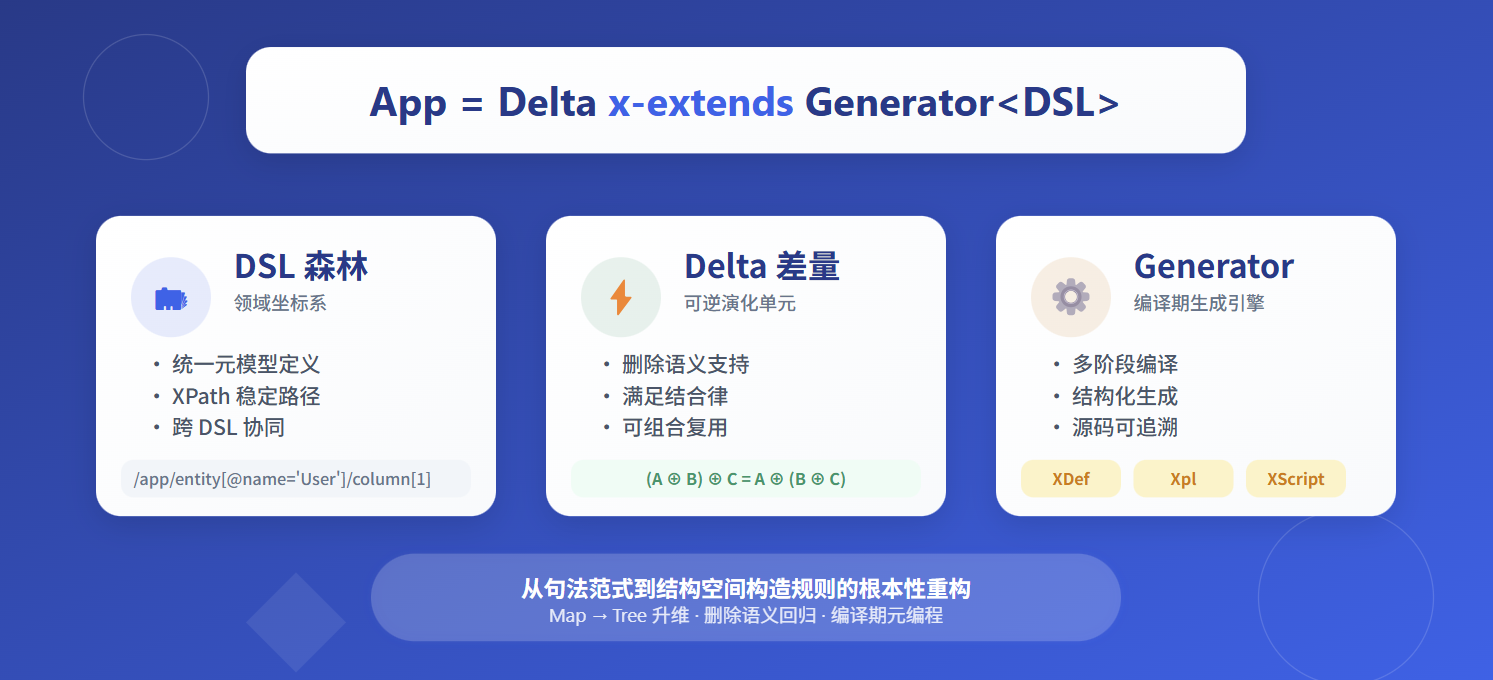 App = Delta x-extends Generator<DSL>
DSL 森林
领域坐标系
• 统一元模型定义
• XPath 稳定路径
• 跨 DSL 协同
/app/entity[@name='User']/column[1]
Delta 差量
可逆演化单元
• 删除语义支持
• 满足结合律
• 可组合复用
(A ⊕ B) ⊕ C = A ⊕ (B ⊕ C)
Generator
编译期生成引擎
• 多阶段编译
• 结构化生成
• 源码可追溯
XDef Xpl XScript
从句法范式到结构空间构造规则的根本性重构
Map → Tree 升维 · 删除语义回归 · 编译期元编程